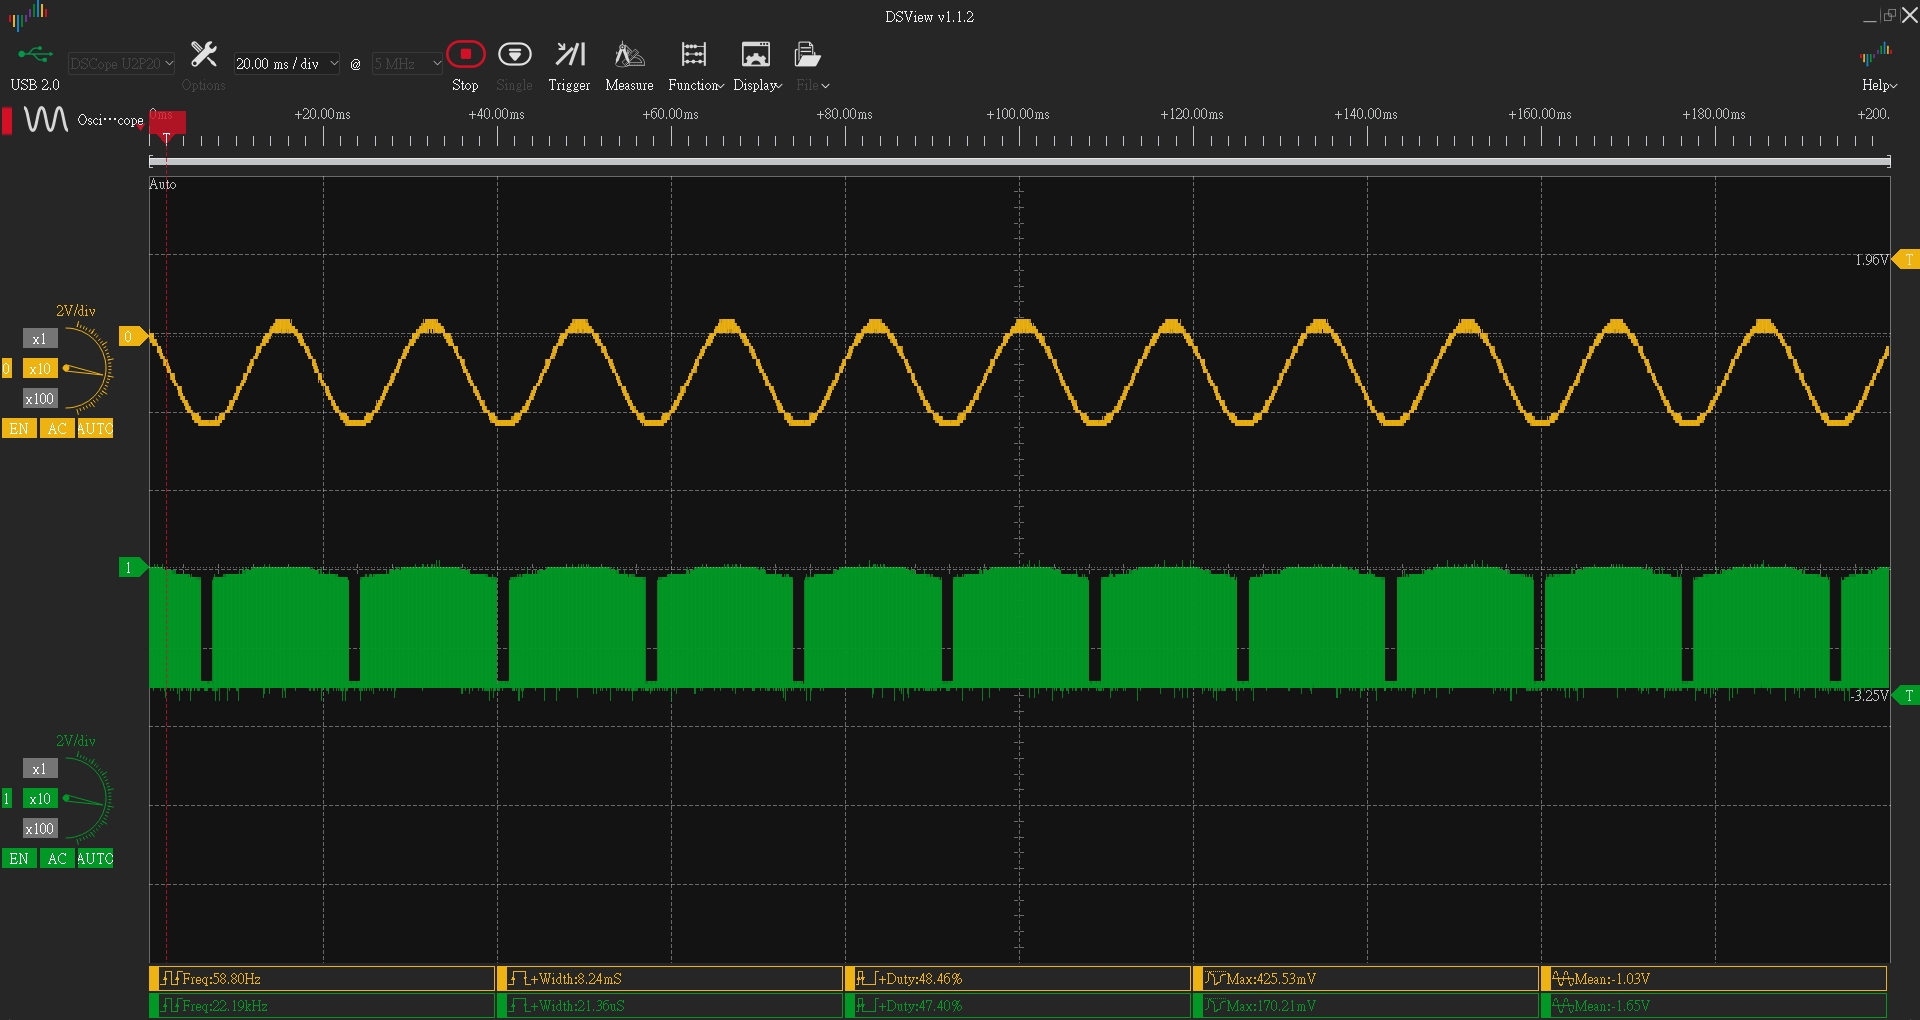 DSView v1.1.2
USB 2.0
DSCope U2P20
Options
20.00 ms / div
@
5 MHz
Stop
Single
Trigger
Measure
Function
Display
File
Help
Osci···cope
0ms
+20.00ms
+40.00ms
+60.00ms
+80.00ms
+100.00ms
+120.00ms
+140.00ms
+160.00ms
+180.00ms
+200.
T
Auto
1.96V
T
2V/div
x1
0
x10
x100
EN AC AUTO
0
1
-3.25V
T
2V/div
x1
1
x10
x100
EN AC AUTO
Freq:58.80Hz
+Width:8.24mS
+Duty:48.46%
Max:425.53mV
Mean:-1.03V
Freq:22.19kHz
+Width:21.36uS
+Duty:47.40%
Max:170.21mV
Mean:-1.65V